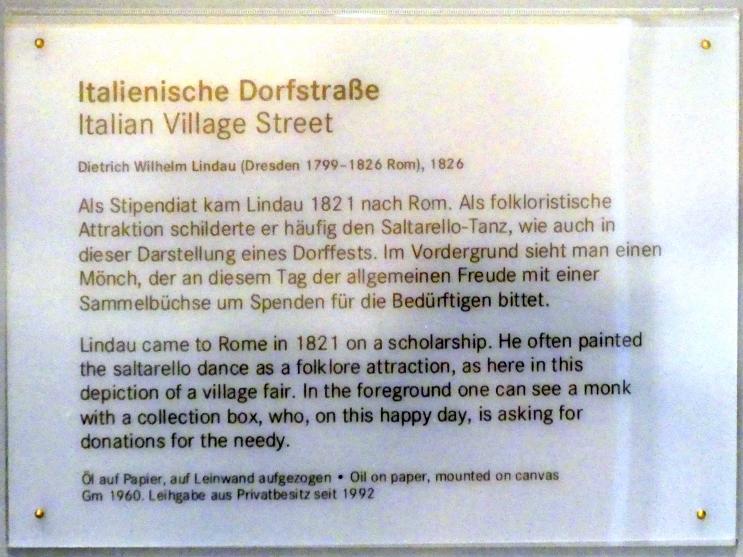 Italienische Dorfstraße
Italian Village Street
Dietrich Wilhelm Lindau (Dresden 1799–1826 Rom), 1826
Als Stipendiat kam Lindau 1821 nach Rom. Als folkloristische
Attraktion schilderte er häufig den Saltarello-Tanz, wie auch in
dieser Darstellung eines Dorffests. Im Vordergrund sieht man einen
Mönch, der an diesem Tag der allgemeinen Freude mit einer
Sammelbüchse um Spenden für die Bedürftigen bittet.
Lindau came to Rome in 1821 on a scholarship. He often painted
the saltarello dance as a folklore attraction, as here in this
depiction of a village fair. In the foreground one can see a monk
with a collection box, who, on this happy day, is asking for
donations for the needy.
Öl auf Papier, auf Leinwand aufgezogen • Oil on paper, mounted on canvas
Gm 1960. Leihgabe aus Privatbesitz seit 1992